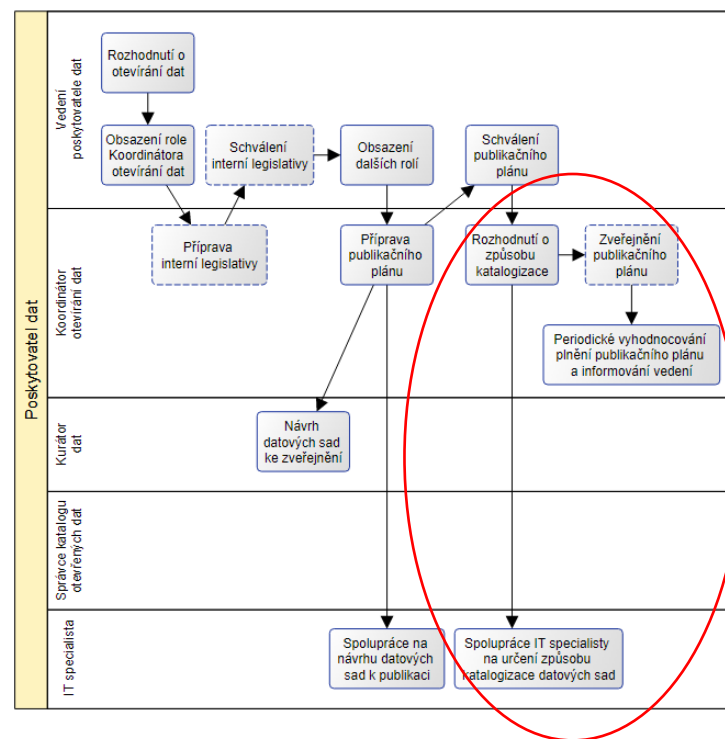 Poskytovatel dat
Vedení
poskytovatele dat
Rozhodnutí o
otevírání dat
Obsazení role
Koordinátora
otevírání dat
Schválení
interní legislativy
Obsazení
dalších rolí
Schválení
publikačního
plánu
Koordinátor
otevírání dat
Příprava
interní legislativy
Příprava
publikačního
plánu
Rozhodnutí o
způsobu
katalogizace
Zveřejnění
publikačního
plánu
Periodické vyhodnocování
plnění publikačního plánu
a informování vedení
Kurátor
dat
Návrh
datových sad
ke zveřejnění
Správce katalogu
otevřených dat
IT specialista
Spolupráce na
návrhu datových
sad k publikaci
Spolupráce IT specialisty
na určení způsobu
katalogizace datových sad